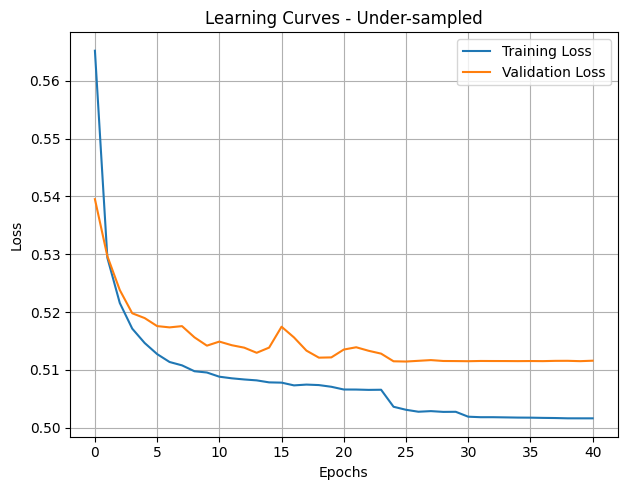 Learning Curves - Under-sampled
Training Loss
Validation Loss
Loss
0.56
0.55
0.54
0.53
0.52
0.51
0.50
0 5 10 15 20 25 30 35 40
Epochs